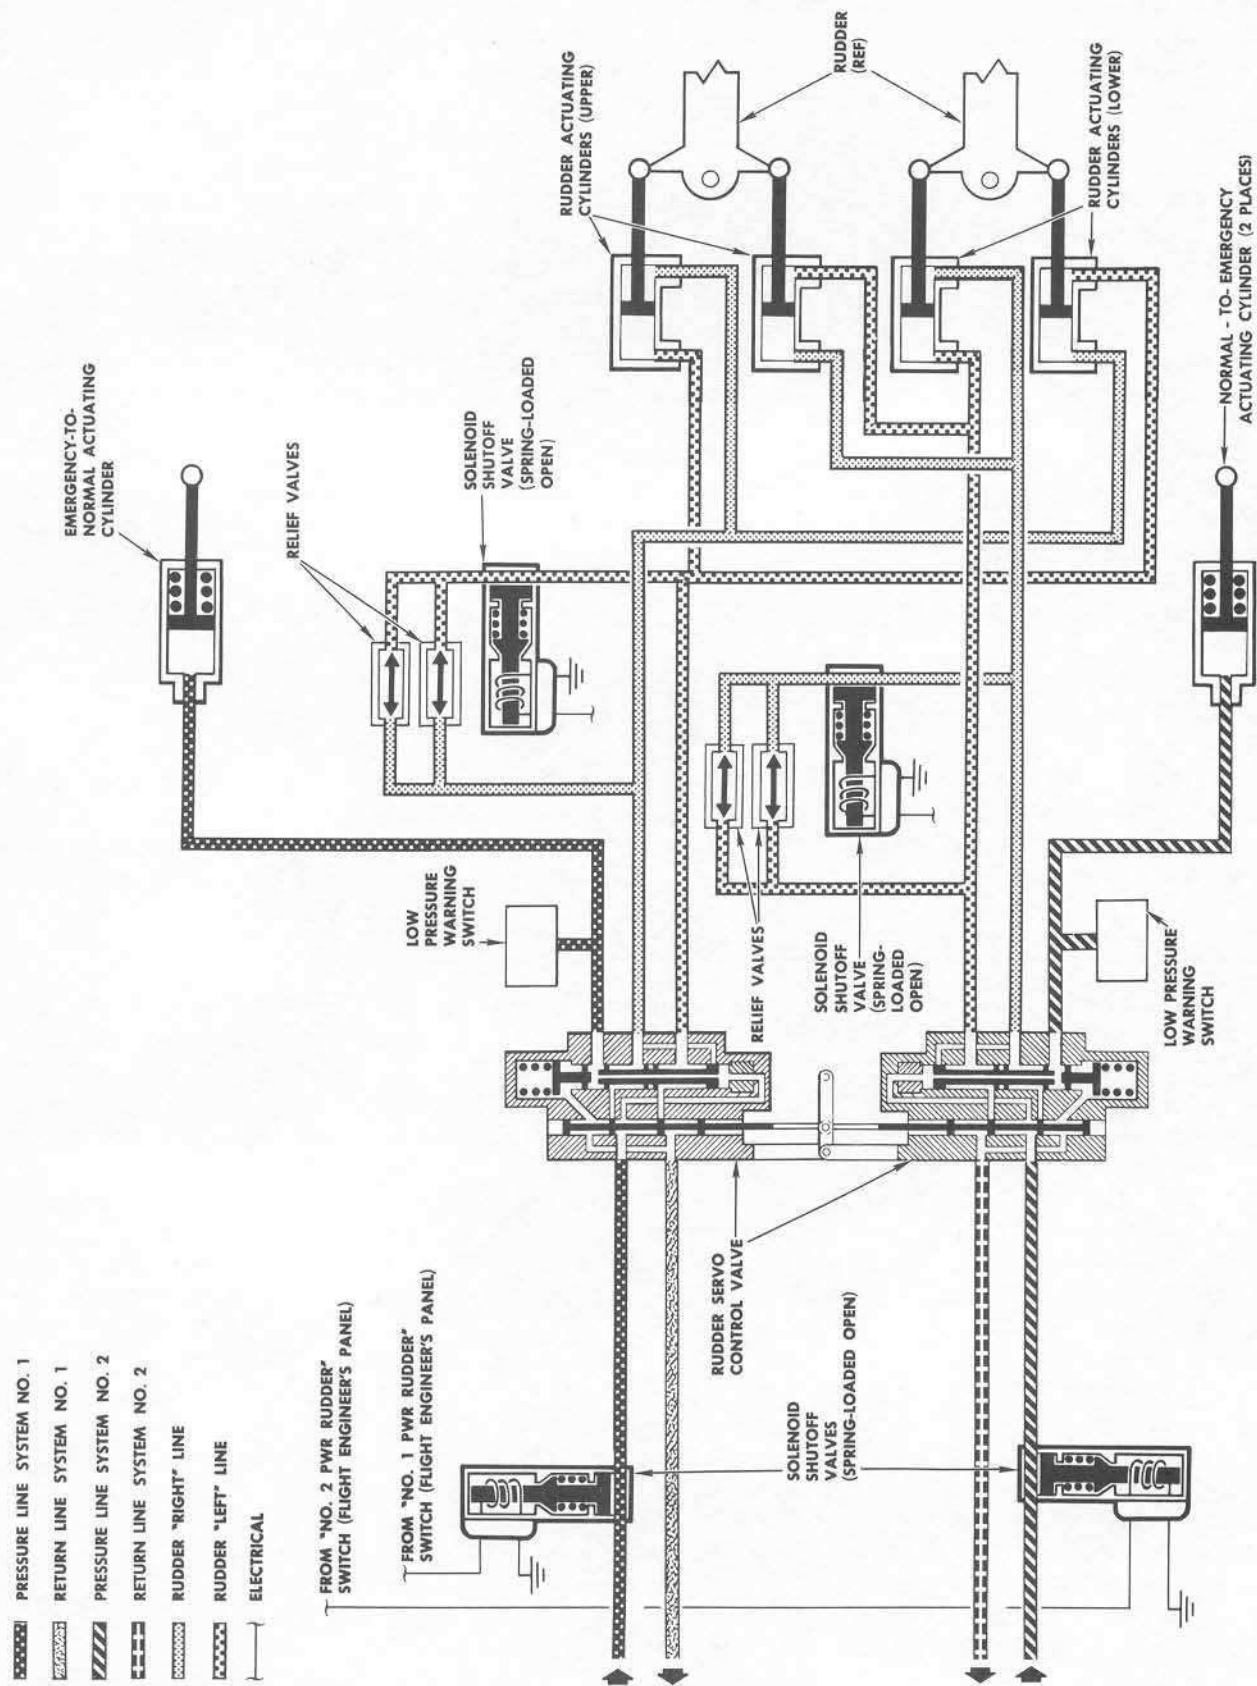 PRESSURE LINE SYSTEM NO. 1
RETURN LINE SYSTEM NO. 1
PRESSURE LINE SYSTEM NO. 2
RETURN LINE SYSTEM NO. 2
RUDDER "RIGHT" LINE
RUDDER "LEFT" LINE
ELECTRICAL
FROM "NO. 2 PWR RUDDER"
SWITCH (FLIGHT ENGINEER'S PANEL)
FROM "NO. 1 PWR RUDDER"
SWITCH (FLIGHT ENGINEER'S PANEL)
EMERGENCY-TO-
NORMAL ACTUATING
CYLINDER
RELIEF VALVES
LOW
PRESSURE
WARNING
SWITCH
SOLENOID
SHUTOFF
VALVE
(SPRING-LOADED
OPEN)
RUDDER ACTUATING
CYLINDERS (UPPER)
RUDDER
(REF)
RUDDER ACTUATING
CYLINDERS (LOWER)
RUDDER SERVO
CONTROL VALVE
RELIEF VALVES
SOLENOID
SHUTOFF
VALVE
(SPRING-
LOADED
OPEN)
SOLENOID
SHUTOFF
VALVES
(SPRING-LOADED OPEN)
LOW PRESSURE
WARNING
SWITCH
NORMAL - TO- EMERGENCY
ACTUATING CYLINDER (2 PLACES)